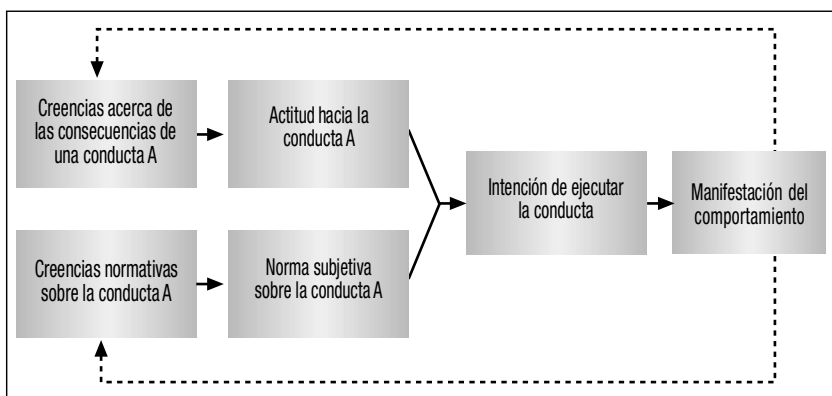 Creencias acerca de
las consecuencias de
una conducta A
Actitud hacia la
conducta A
Intención de ejecutar
la conducta
Manifestación del
comportamiento
Creencias normativas
sobre la conducta A
Norma subjetiva
sobre la conducta A